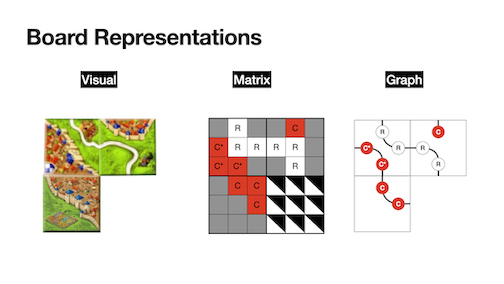 Board Representations
Visual
Matrix
Graph
R C
C* R R R
C* C* R
C C
C
R C
C* R R
C* R
C
C